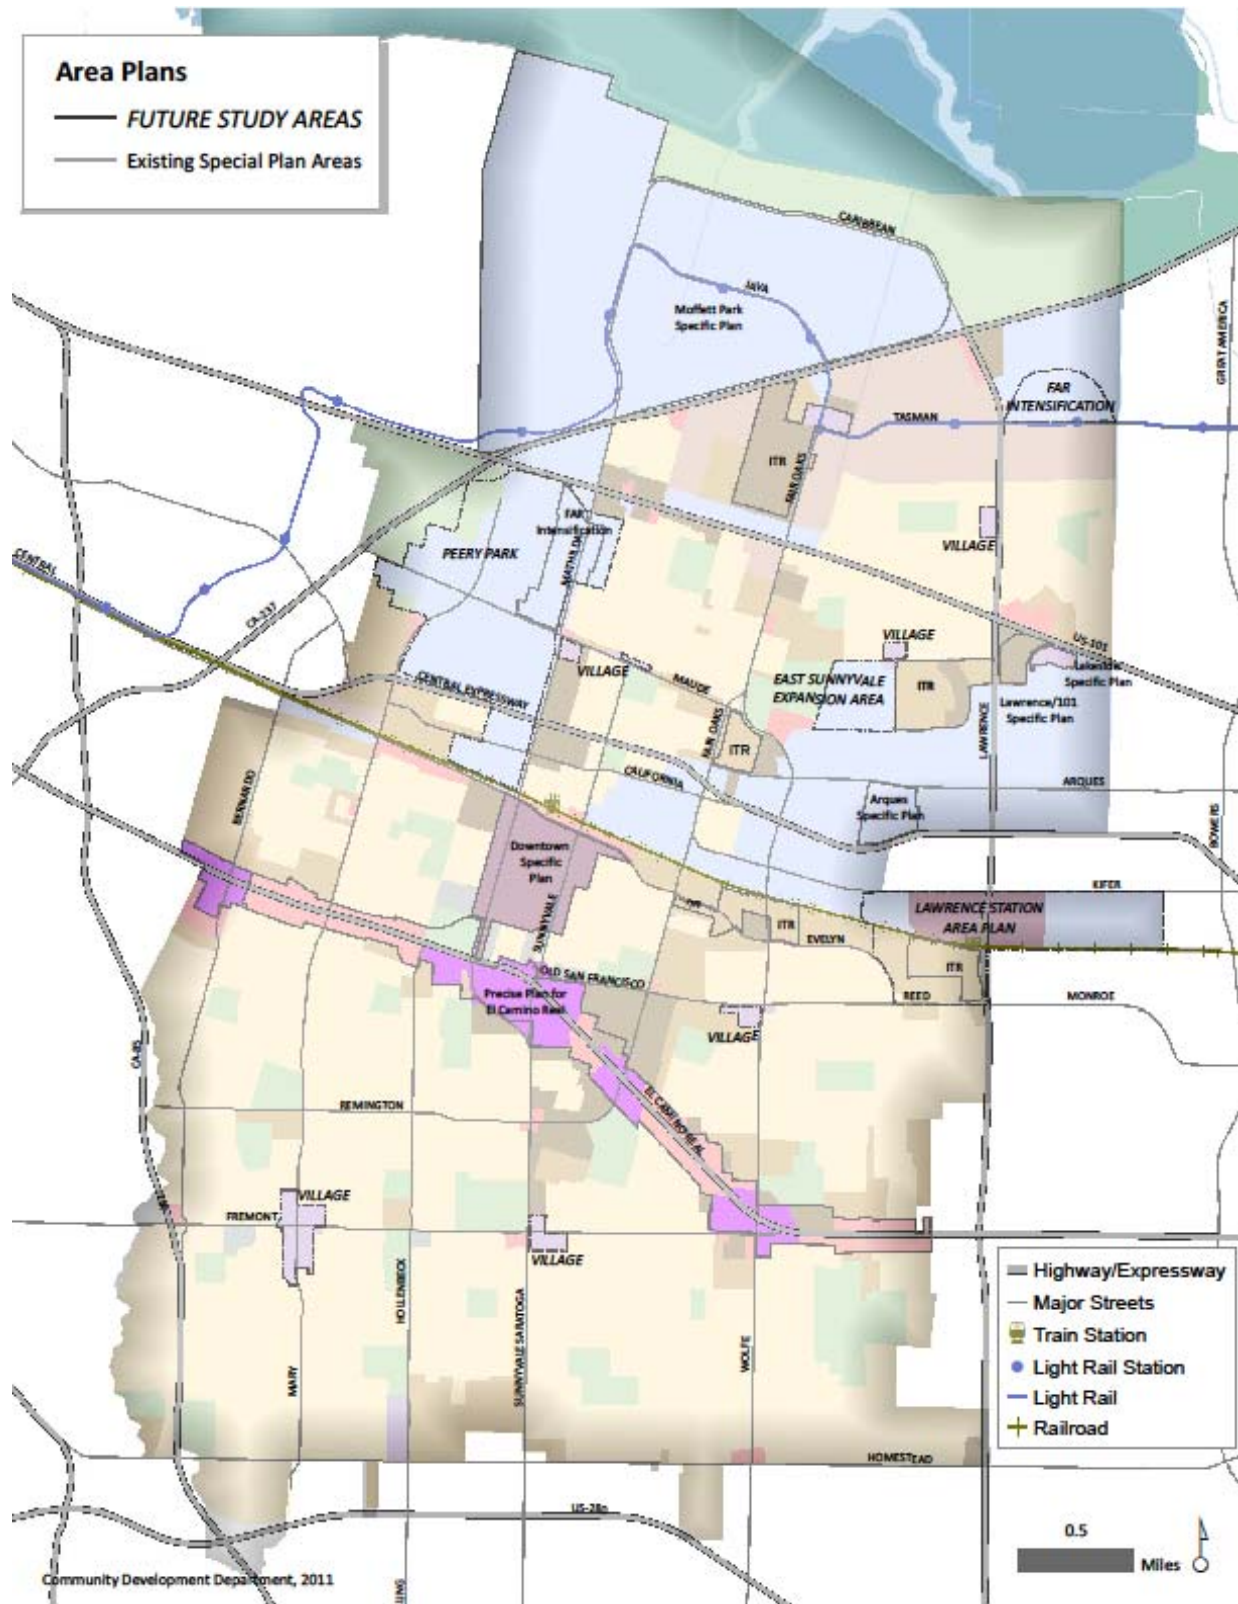 Area Plans
FUTURE STUDY AREAS
Existing Special Plan Areas
CARIBBEAN
JAVA
Moffett Park
Specific Plan
GREAT AMERICA
FAR
INTENSIFICATION
TASMAN
ITR
FAIR OAKS
FAR
Intensification
MATHILDA
PEERY PARK
VILLAGE
CENTRAL
CA-237
US-101
VILLAGE
VILLAGE
MAUDE
EAST SUNNYVALE
EXPANSION AREA
ITR
Lakeside
Specific Plan
Lawrence/101
Specific Plan
CENTRAL EXPRESSWAY
FAIR OAKS
ITR
LAWRENCE
CALIFORNIA
ARQUES
BERNARDO
Arques
Specific Plan
BOWERS
Downtown
Specific
Plan
KIFER
LAWRENCE STATION
AREA PLAN
SUNNYVALE
ITR
ITR
EVELYN
ITR
OLD SAN FRANCISCO
REED
MONROE
Precise Plan for
El Camino Real
VILLAGE
CA-85
REMINGTON
EL CAMINO REAL
VILLAGE
FREMONT
VILLAGE
HOLLENBECK
SUNNYVALE SARATOGA
WOLFE
MARY
Highway/Expressway
Major Streets
Train Station
Light Rail Station
Light Rail
Railroad
HOMESTEAD
US-280
0.5
Miles
Community Development Department, 2011